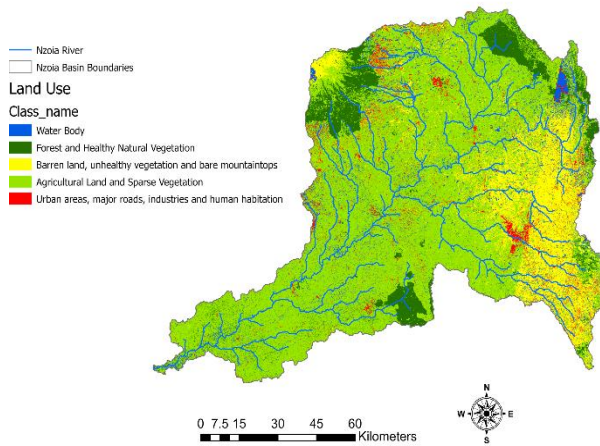 Nzoia River
Nzoia Basin Boundaries
Land Use
Class_name
Water Body
Forest and Healthy Natural Vegetation
Barren land, unhealthy vegetation and bare mountaintops
Agricultural Land and Sparse Vegetation
Urban areas, major roads, industries and human habitation
N
W E
S
0 7.5 15 30 45 60
Kilometers